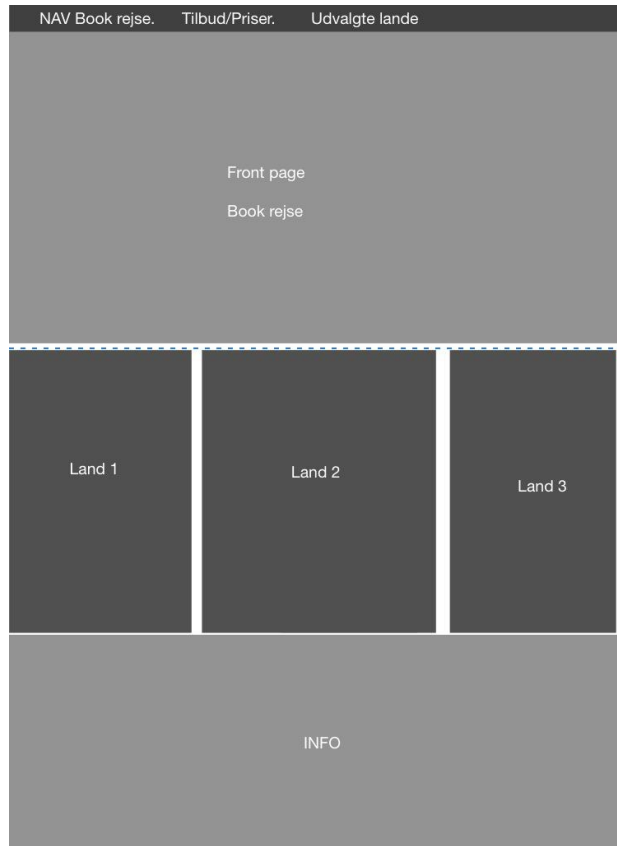 NAV Book rejse. Tilbud/Priser. Udvalgte lande
Front page
Book rejse
Land 1
Land 2
Land 3
INFO